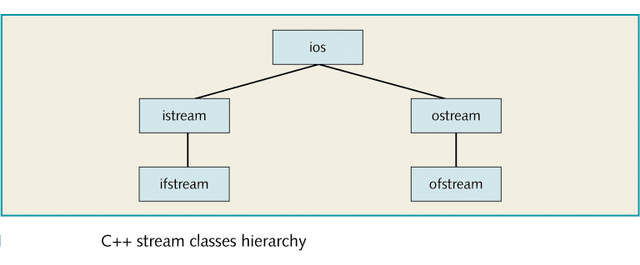 ios
istream
ostream
ifstream
ofstream
C++ stream classes hierarchy